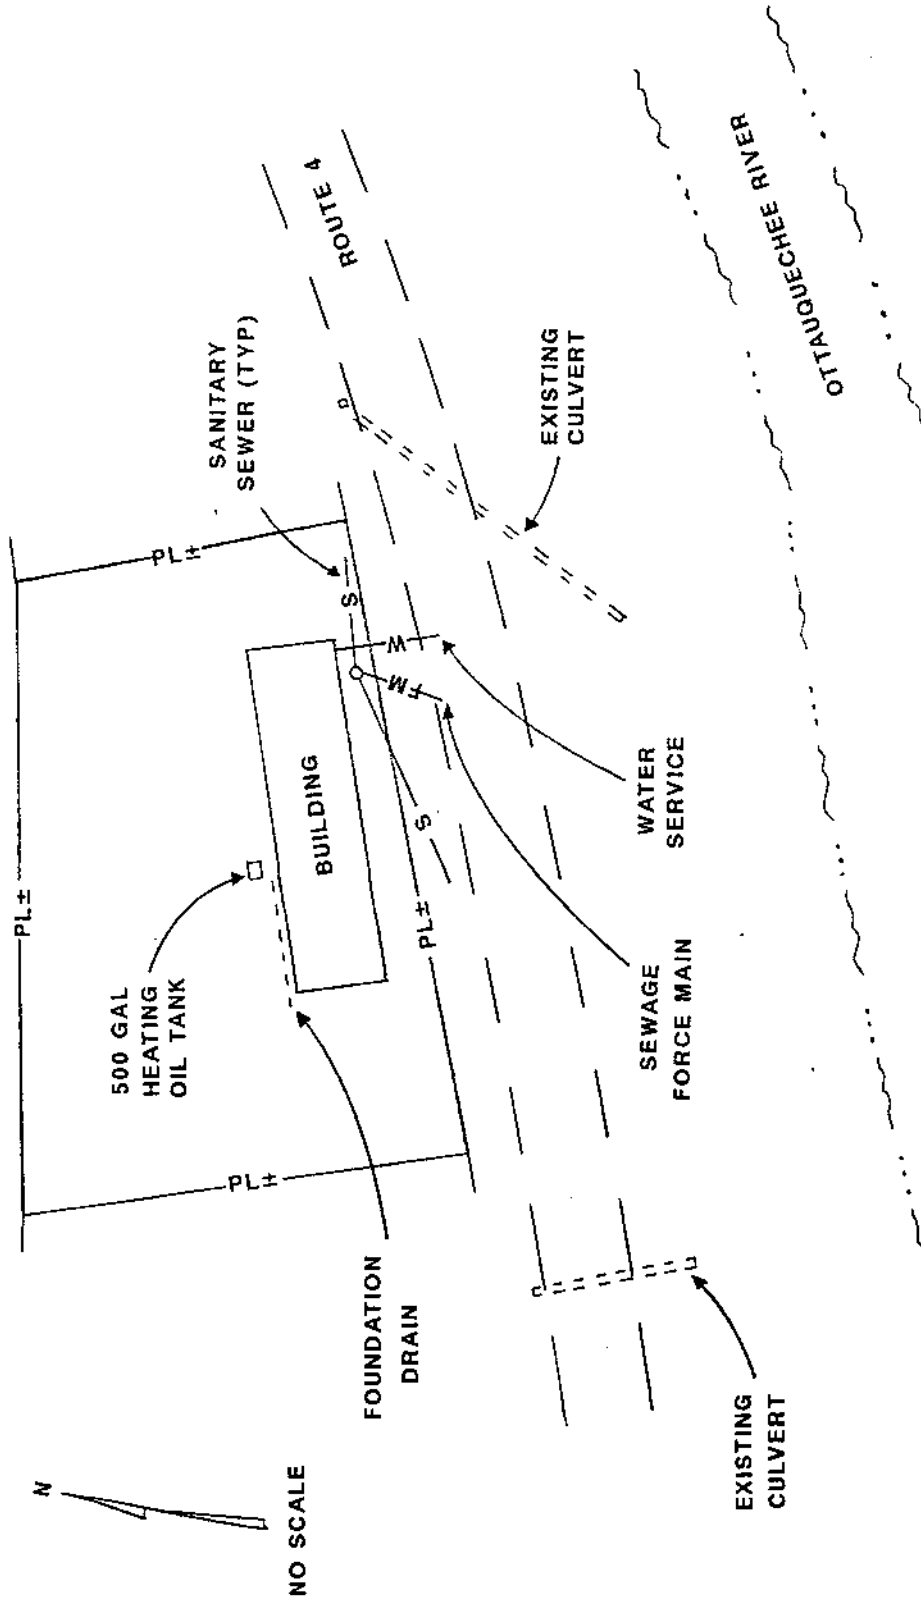 PL±
500 GAL
HEATING
OIL TANK
PL±
SANITARY
SEWER (TYP)
PL±
BUILDING
S
W
FM
S
PL±
ROUTE 4
FOUNDATION
DRAIN
EXISTING
CULVERT
WATER
SERVICE
SEWAGE
FORCE MAIN
EXISTING
CULVERT
OTTAUQUECHEE RIVER
N
NO SCALE